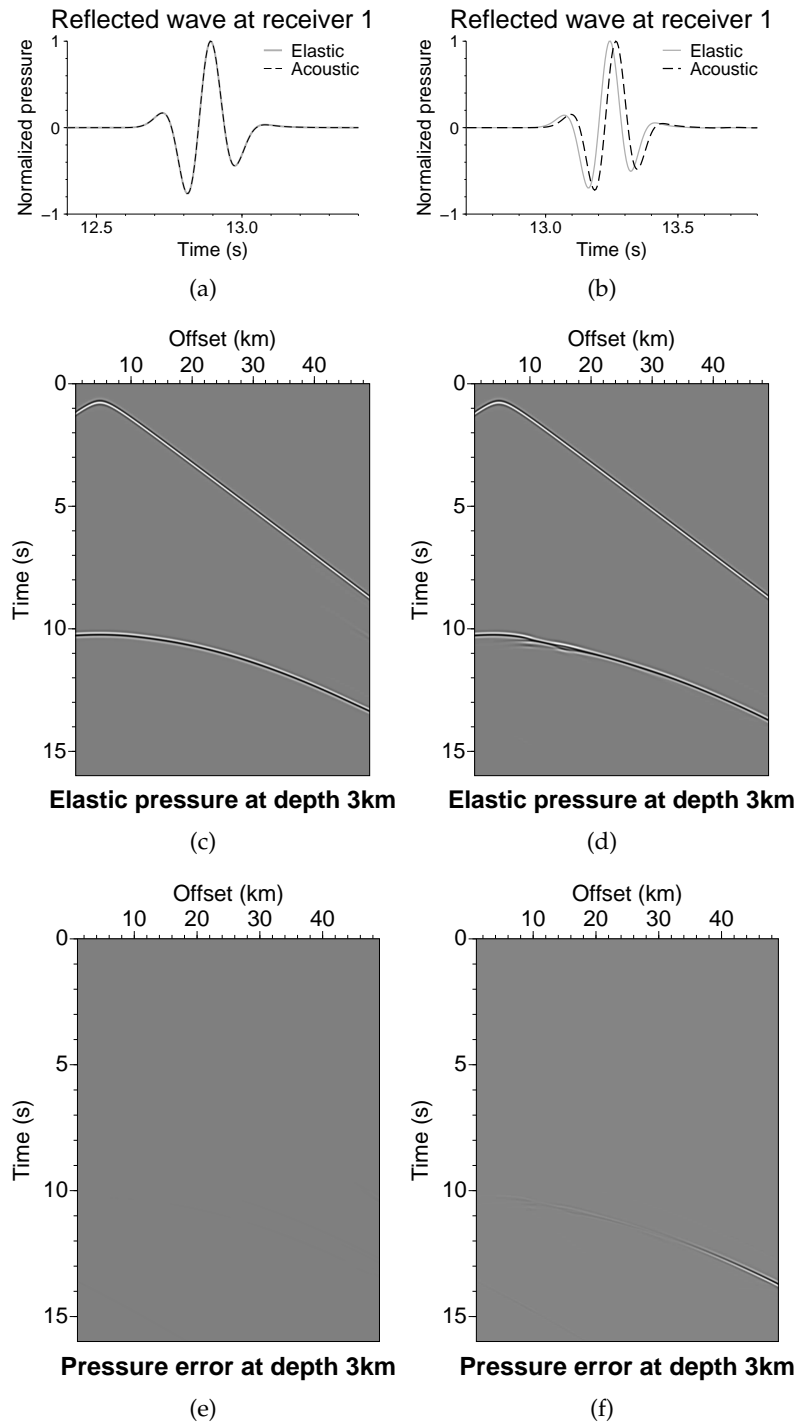 Reflected wave at receiver 1
Normalized pressure
1
0
−1
Elastic
Acoustic
12.5 13.0
Time (s)
(a)
Reflected wave at receiver 1
Normalized pressure
1
0
−1
Elastic
Acoustic
13.0 13.5
Time (s)
(b)
Offset (km)
10 20 30 40
Time (s)
0
5
10
15
Elastic pressure at depth 3km
(c)
Offset (km)
10 20 30 40
Time (s)
0
5
10
15
Elastic pressure at depth 3km
(d)
Offset (km)
10 20 30 40
Time (s)
0
5
10
15
Pressure error at depth 3km
(e)
Offset (km)
10 20 30 40
Time (s)
0
5
10
15
Pressure error at depth 3km
(f)